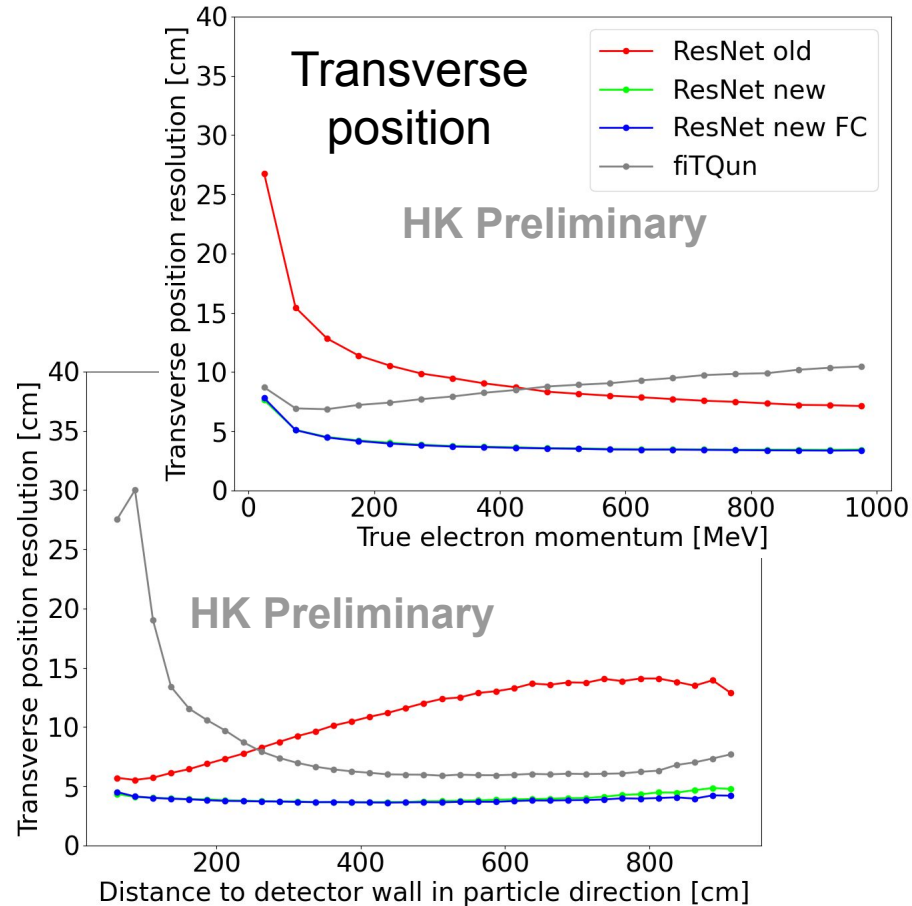 Transverse
position
HK Preliminary
ResNet old
ResNet new
ResNet new FC
fiTQun
Transverse position resolution [cm]
40
35
30
25
20
15
10
5
0
0
200
400
600
800
1000
True electron momentum [MeV]
HK Preliminary
Transverse position resolution [cm]
40
35
30
25
20
15
10
5
0
200
400
600
800
Distance to detector wall in particle direction [cm]